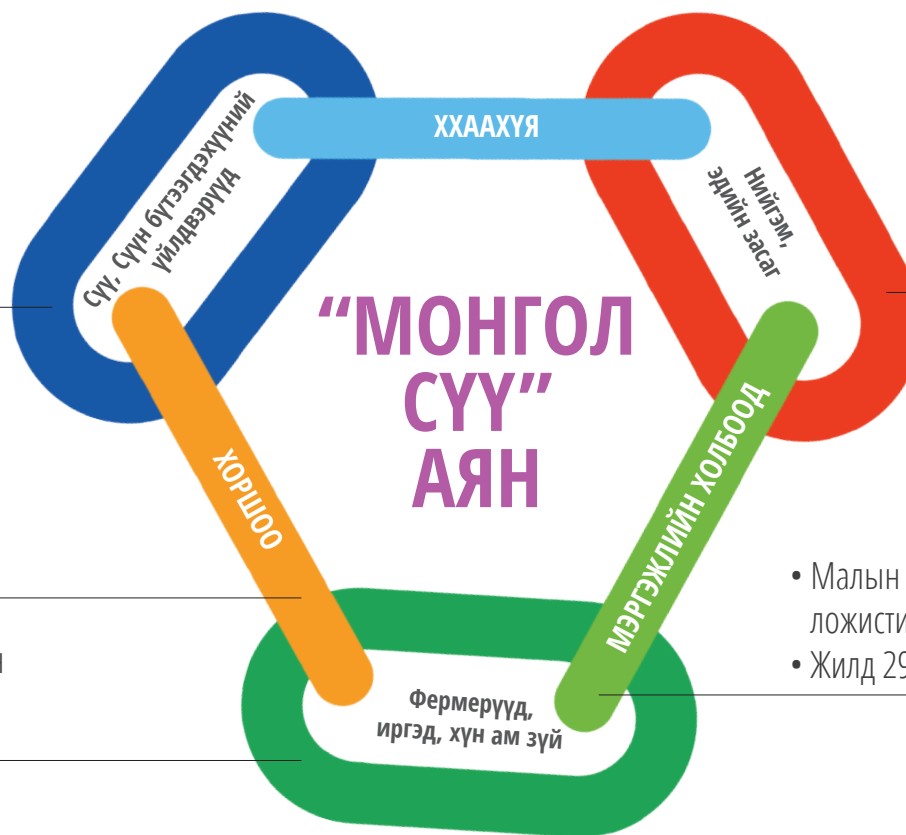 ХХААХҮЯ
Сүү, Сүүн бүтээгдэхүүний
үйлдвэрүүд
Нийгэм,
эдийн засаг
“МОНГОЛ
СҮҮ”
АЯН
ХОРШОО
МЭРГЭЖЛИЙН ХОЛБООД
• Малын
• Жилд 29
Фермерүүд,
иргэд, хүн ам зүй